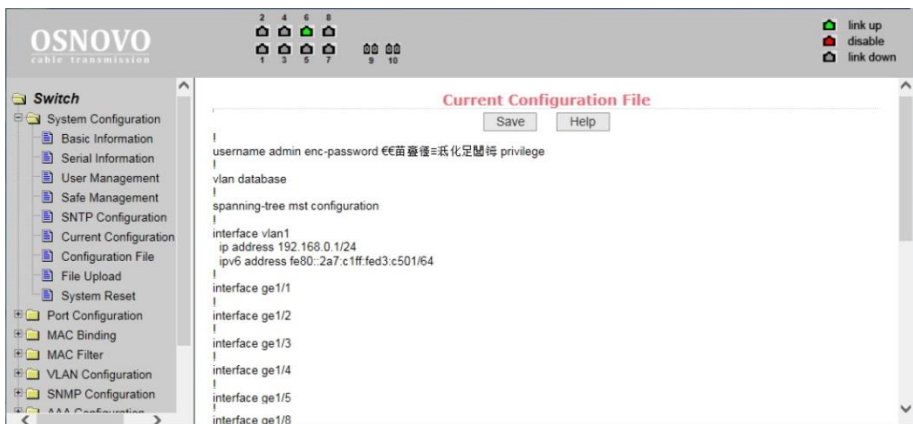 2 4 6 8
OSNOVO
cable transmission
1 3 5 7 9 10
link up
disable
link down
Switch
System Configuration
Basic Information
Serial Information
User Management
Safe Management
SNTP Configuration
Current Configuration
Configuration File
File Upload
System Reset
Port Configuration
MAC Binding
MAC Filter
VLAN Configuration
SNMP Configuration
AAA Configuration
Current Configuration File
Save Help
!
username admin enc-password privilege
!
vlan database
!
spanning-tree mst configuration
!
interface vlan1
ip address 192.168.0.1/24
ipv6 address fe80::2a7:c1ff:fed3:c501/64
!
interface ge1/1
!
interface ge1/2
!
interface ge1/3
!
interface ge1/4
!
interface ge1/5
!
interface ge1/8